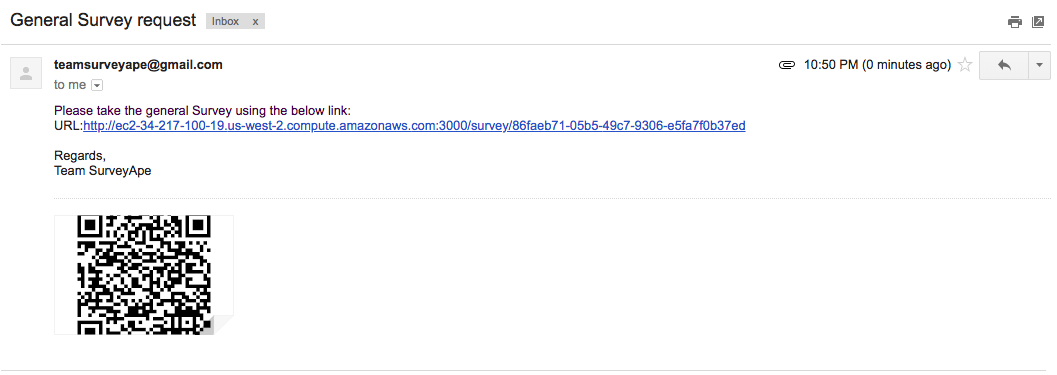 General Survey request Inbox x
teamsurveyape@gmail.com 10:50 PM (0 minutes ago)
to me
Please take the general Survey using the below link:
URL:http://ec2-34-217-100-19.us-west-2.compute.amazonaws.com:3000/survey/86faeb71-05b5-49c7-9306-e5fa7f0b37ed
Regards,
Team SurveyApe